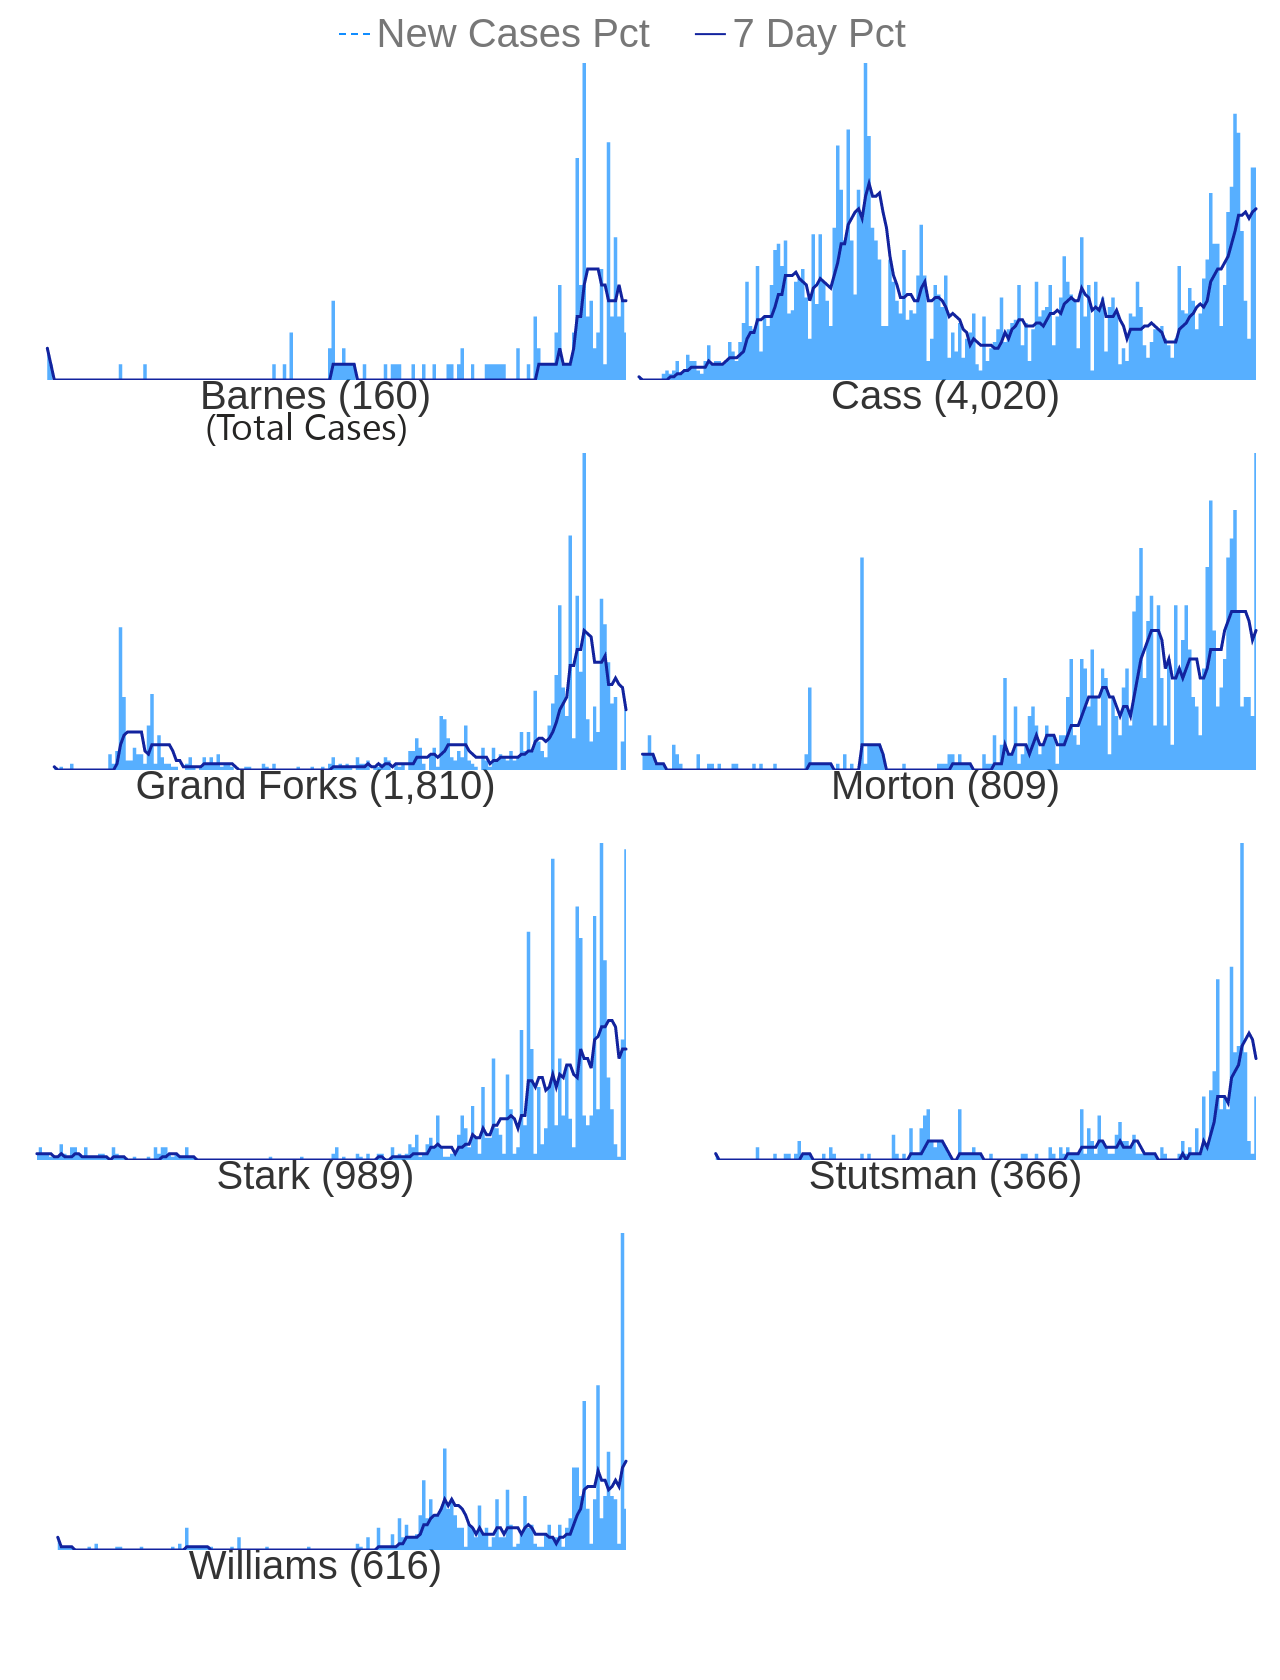 New Cases Pct 7 Day Pct
Barnes (160) Cass (4,020)
(Total Cases)
Grand Forks (1,810) Morton (809)
Stark (989) Stutsman (366)
Williams (616)